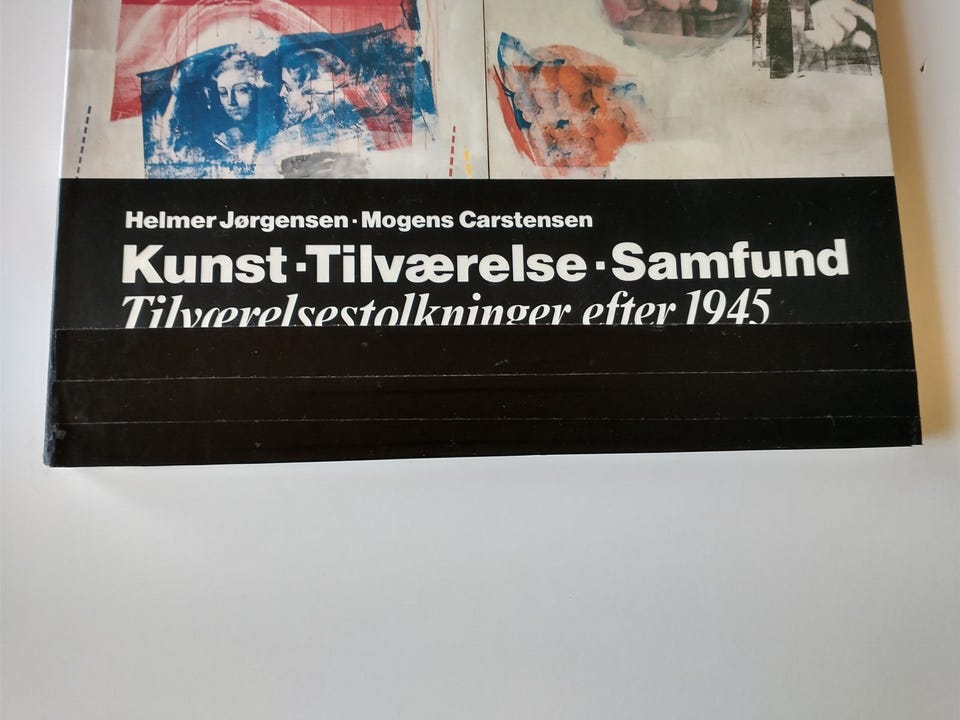 Helmer Jørgensen · Mogens Carstensen
Kunst · Tilværelse · Samfund
Tilværelsestolkninger efter 1945